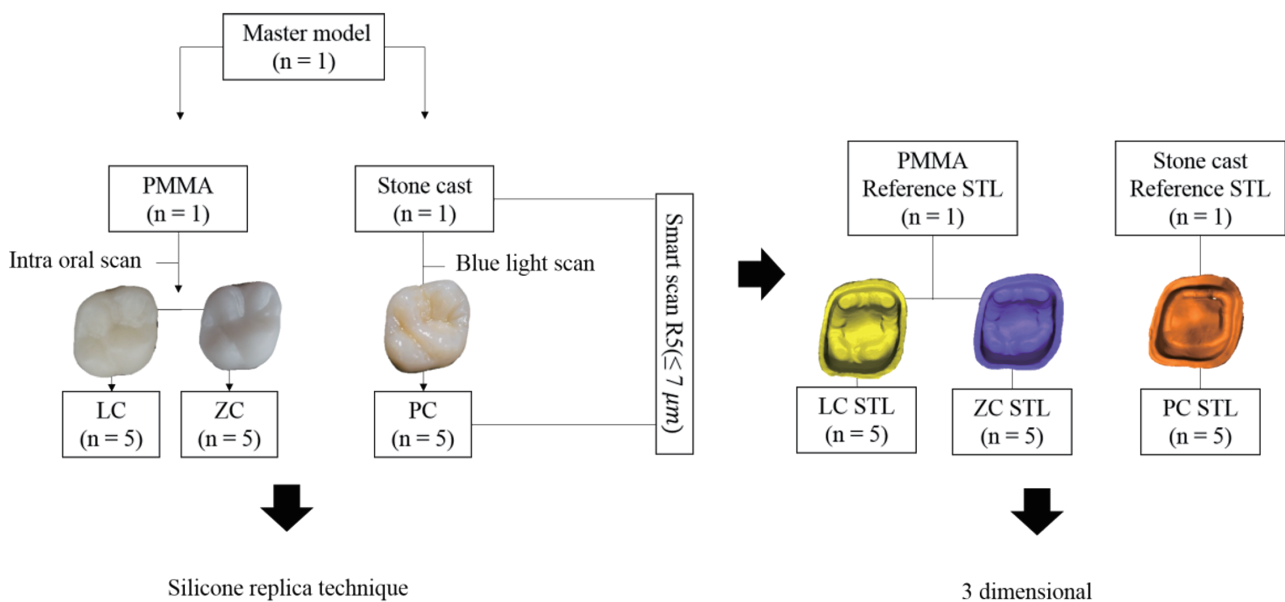 Master model
(n = 1)
PMMA
(n = 1)
Stone cast
(n = 1)
Intra oral scan
Blue light scan
LC
(n = 5)
ZC
(n = 5)
PC
(n = 5)
Smart scan R5(≤ 7 μm)
PMMA
Reference STL
(n = 1)
Stone cast
Reference STL
(n = 1)
LC STL
(n = 5)
ZC STL
(n = 5)
PC STL
(n = 5)
Silicone replica technique
3 dimensional